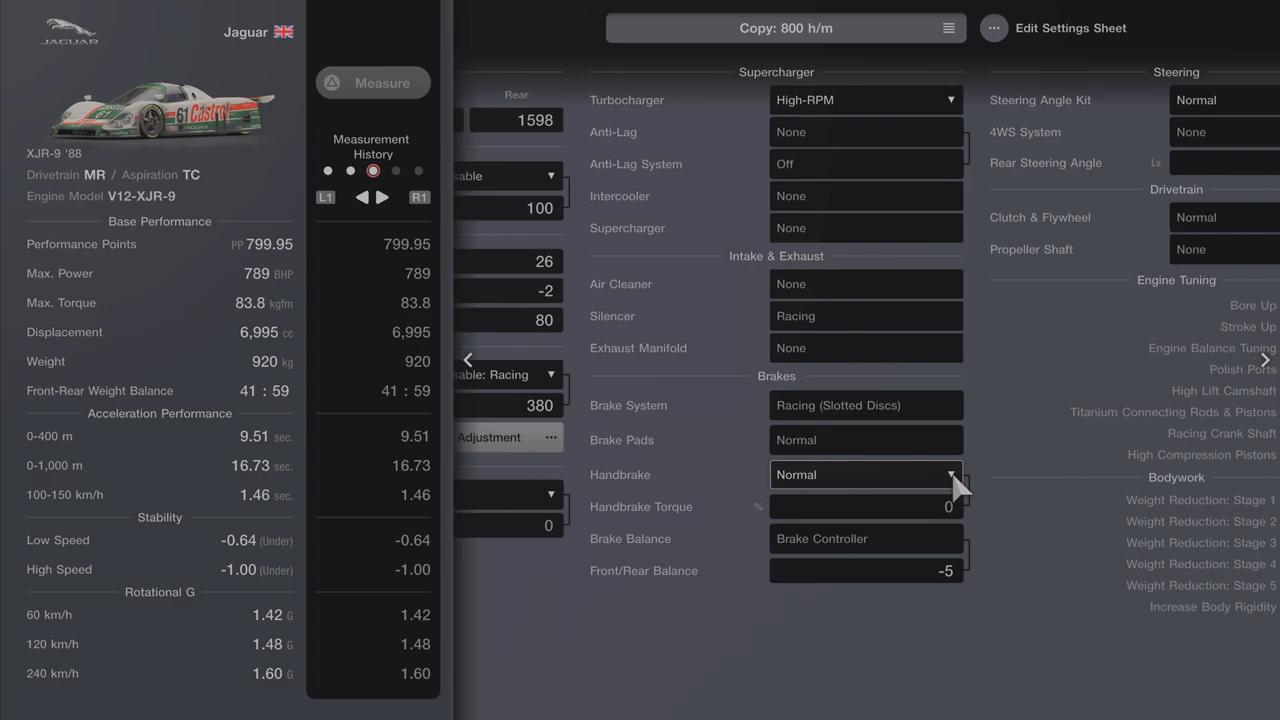 JAGUAR
Jaguar
61 Castrol
XJR-9 '88
Drivetrain MR / Aspiration TC
Engine Model V12-XJR-9
Base Performance
Performance Points PP 799.95
Max. Power 789 BHP
Max. Torque 83.8 kgfm
Displacement 6,995 cc
Weight 920 kg
Front-Rear Weight Balance 41 : 59
Acceleration Performance
0-400 m 9.51 sec.
0-1,000 m 16.73 sec.
100-150 km/h 1.46 sec.
Stability
Low Speed -0.64 (Under)
High Speed -1.00 (Under)
Rotational G
60 km/h 1.42 G
120 km/h 1.48 G
240 km/h 1.60 G
Measure
Measurement
History
L1 R1
799.95
789
83.8
6,995
920
41 : 59
9.51
16.73
1.46
-0.64
-1.00
1.42
1.48
1.60
Copy: 800 h/m
Edit Settings Sheet
Rear
1598
sable
100
26
-2
80
sable: Racing
380
Adjustment
0
Supercharger
Turbocharger High-RPM
Anti-Lag None
Anti-Lag System Off
Intercooler None
Supercharger None
Intake & Exhaust
Air Cleaner None
Silencer Racing
Exhaust Manifold None
Brakes
Brake System Racing (Slotted Discs)
Brake Pads Normal
Handbrake Normal
Handbrake Torque % 0
Brake Balance Brake Controller
Front/Rear Balance -5
Steering
Steering Angle Kit Normal
4WS System None
Rear Steering Angle Lv.
Drivetrain
Clutch & Flywheel Normal
Propeller Shaft None
Engine Tuning
Bore Up
Stroke Up
Engine Balance Tuning
Polish Ports
High Lift Camshaft
Titanium Connecting Rods & Pistons
Racing Crank Shaft
High Compression Pistons
Bodywork
Weight Reduction: Stage 1
Weight Reduction: Stage 2
Weight Reduction: Stage 3
Weight Reduction: Stage 4
Weight Reduction: Stage 5
Increase Body Rigidity